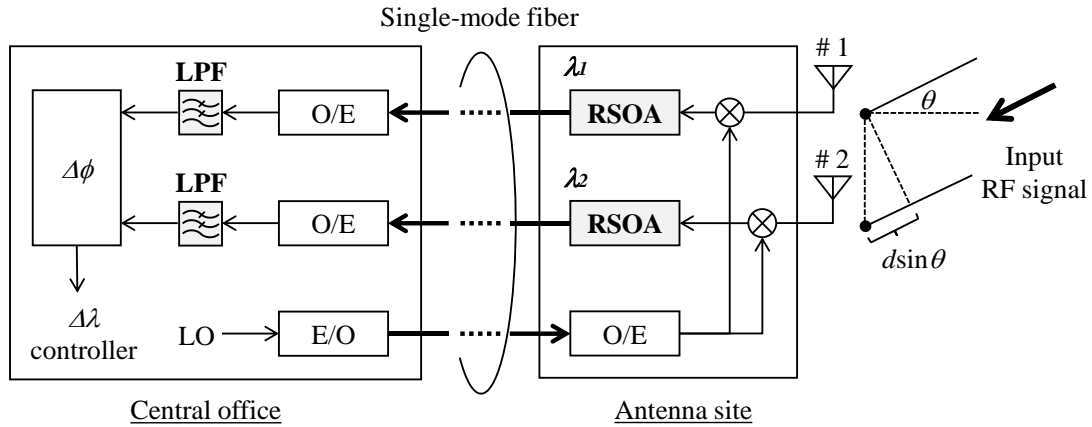 Single-mode fiber
LPF
O/E
λ1
RSOA
# 1
θ
Input
RF signal
Δϕ
LPF
O/E
λ2
RSOA
# 2
dsinθ
Δλ
controller
LO
E/O
O/E
Central office
Antenna site